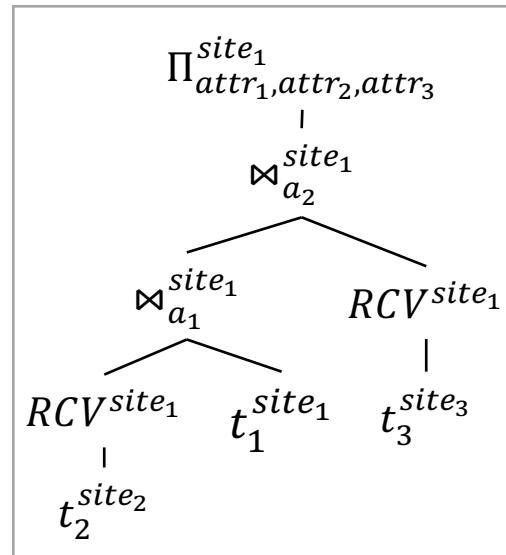 Π^{site_1}_{attr_1,attr_2,attr_3}
⋈^{site_1}_{a_2}
⋈^{site_1}_{a_1} RCV^{site_1}
RCV^{site_1} t_1^{site_1} t_3^{site_3}
t_2^{site_2}